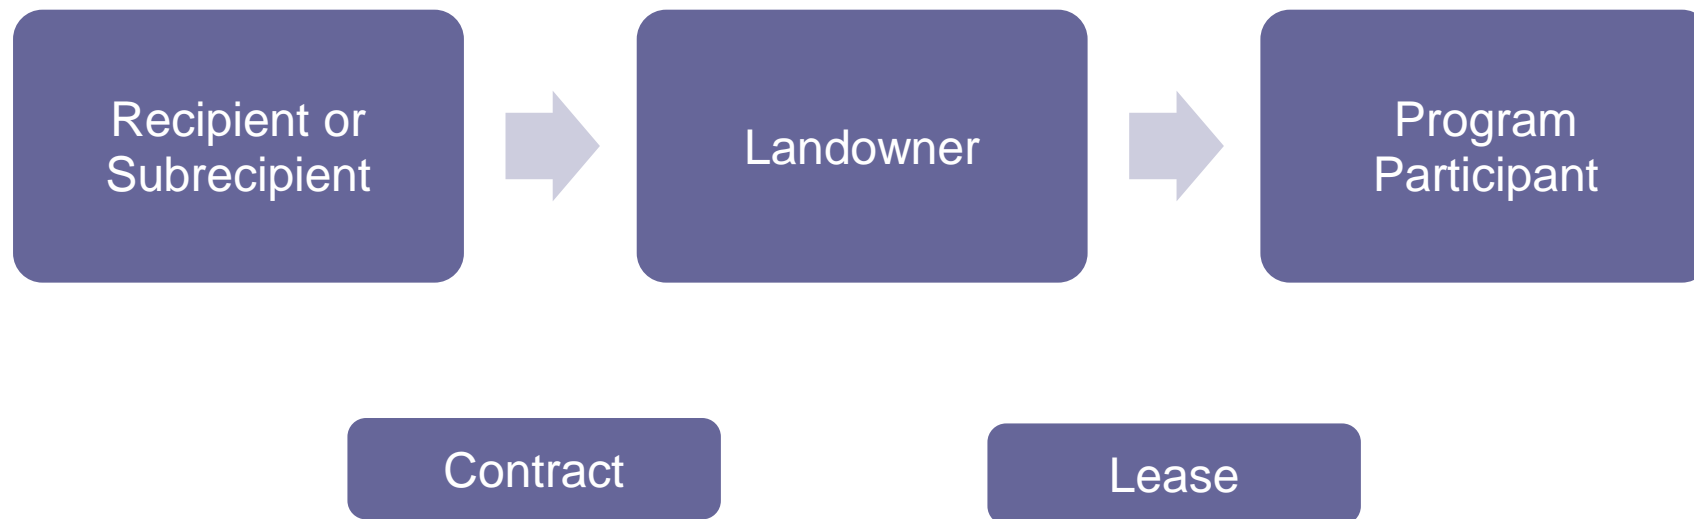 Recipient or
Subrecipient
Landowner
Program
Participant
Contract
Lease